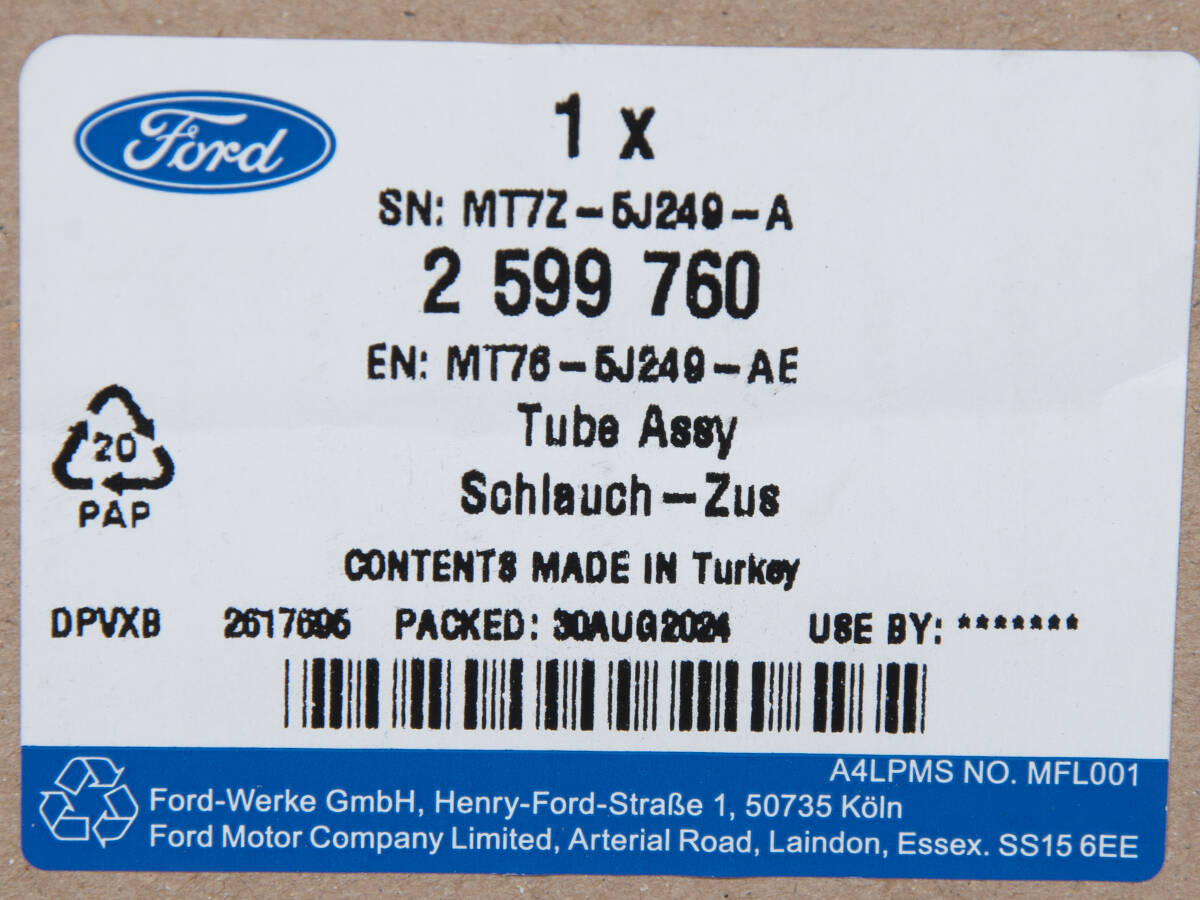 Ford
1 x
SN: MT7Z-5J249-A
2 599 760
EN: MT76-5J249-AE
Tube Assy
Schlauch-Zus
20
PAP
CONTENTS MADE IN Turkey
DPVXB 2617695 PACKED: 30AUG2024 USE BY: *******
A4LPMS NO. MFL001
Ford-Werke GmbH, Henry-Ford-Straße 1, 50735 Köln
Ford Motor Company Limited, Arterial Road, Laindon, Essex. SS15 6EE